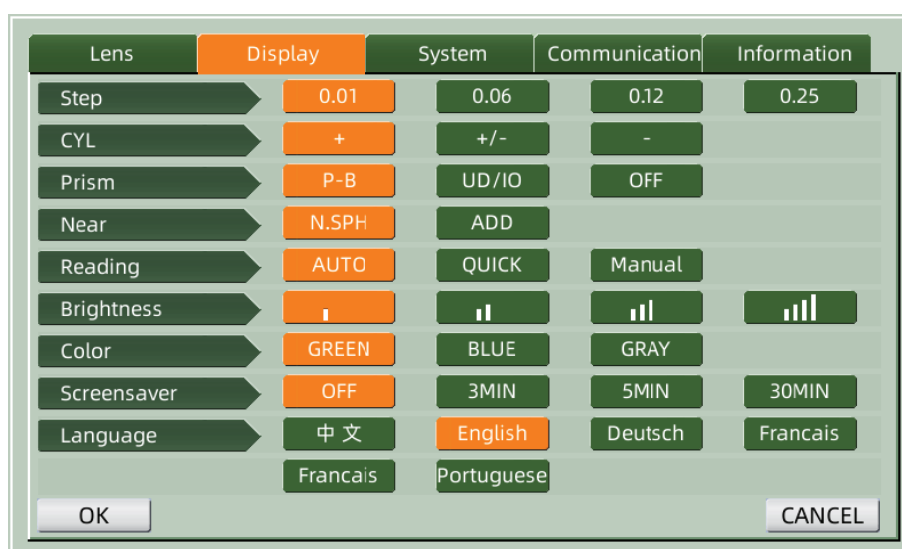 Lens Display System Communication Information
Step 0.01 0.06 0.12 0.25
CYL + +/- -
Prism P-B UD/IO OFF
Near N.SPH ADD
Reading AUTO QUICK Manual
Brightness
Color GREEN BLUE GRAY
Screensaver OFF 3MIN 5MIN 30MIN
Language 中文 English Deutsch Francais
Francais Portuguese
OK CANCEL